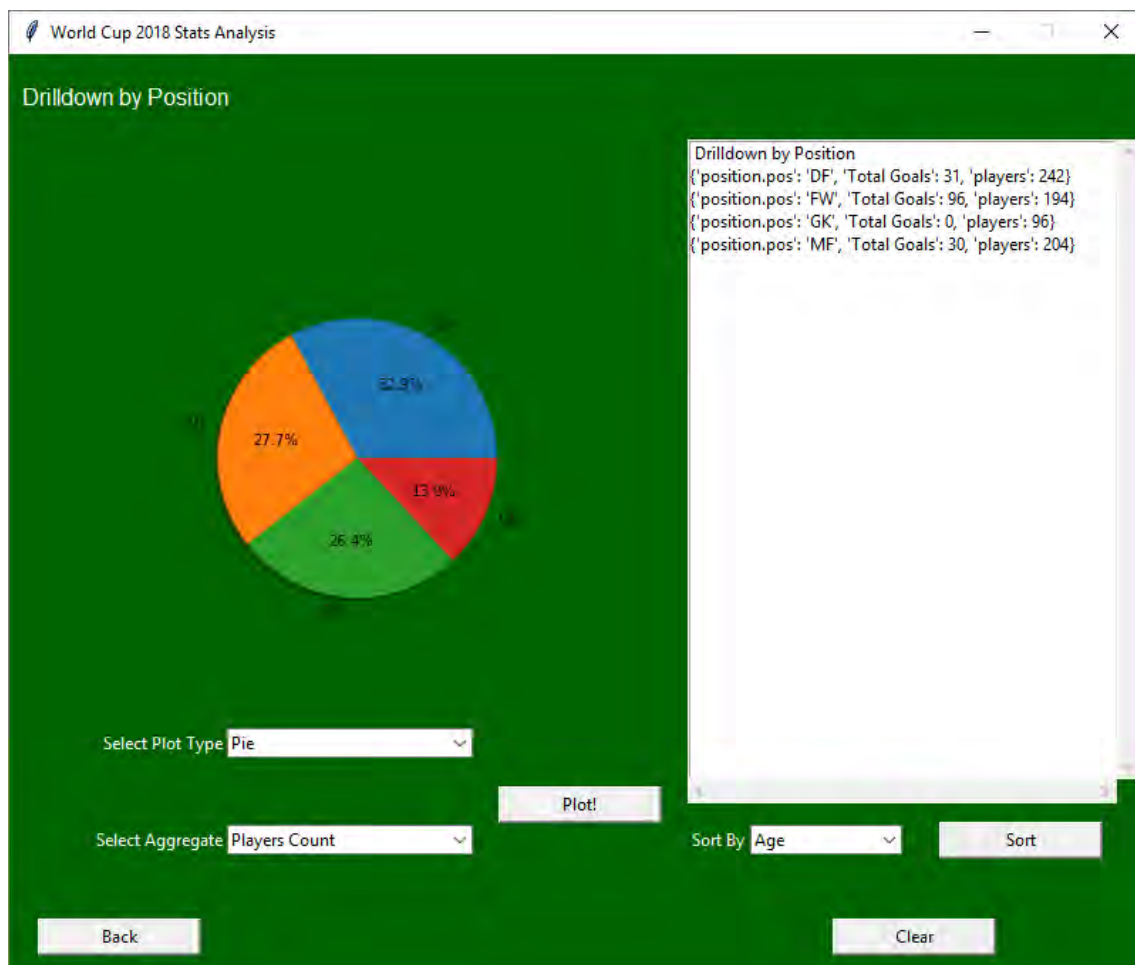 World Cup 2018 Stats Analysis
Drilldown by Position
Drilldown by Position
{'position.pos': 'DF', 'Total Goals': 31, 'players': 242}
{'position.pos': 'FW', 'Total Goals': 96, 'players': 194}
{'position.pos': 'GK', 'Total Goals': 0, 'players': 96}
{'position.pos': 'MF', 'Total Goals': 30, 'players': 204}
32.9%
27.7%
13.0%
26.4%
Select Plot Type Pie
Plot!
Select Aggregate Players Count
Sort By Age
Sort
Back
Clear